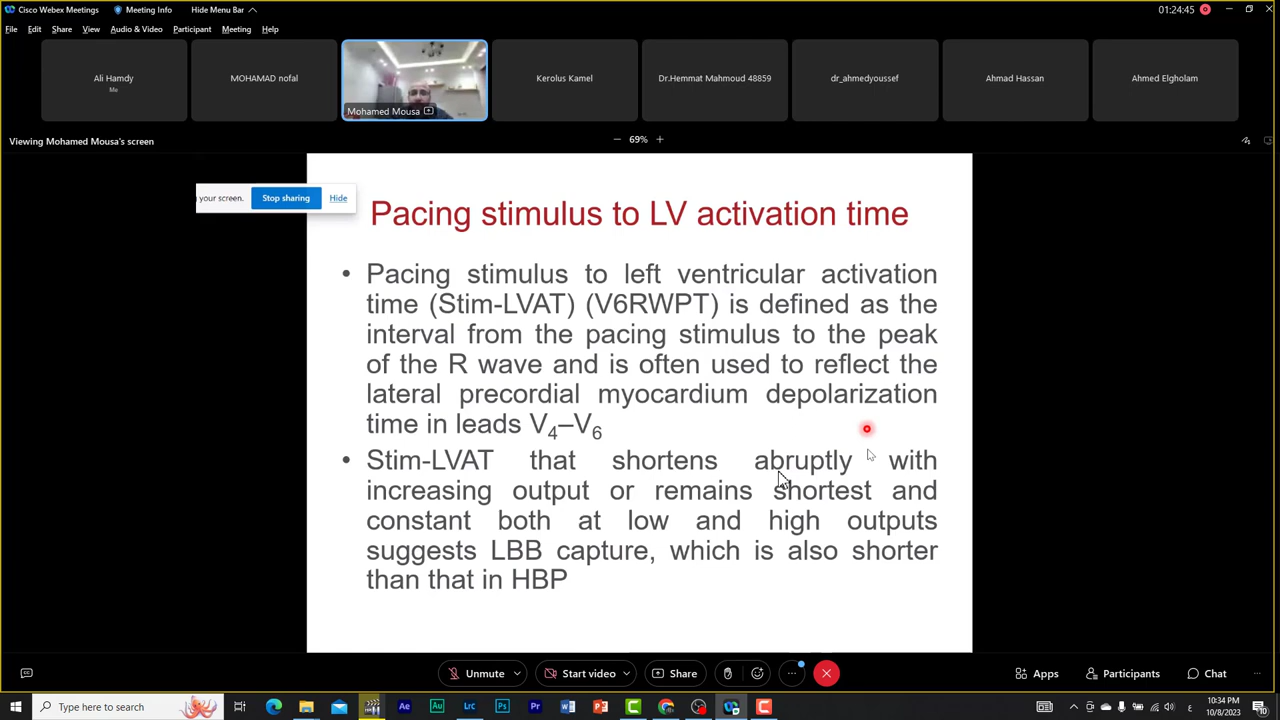 Cisco Webex Meetings Meeting Info Hide Menu Bar 01:24:45
File Edit Share View Audio & Video Participant Meeting Help
Ali Hamdy
Me
MOHAMAD nofal
Mohamed Mousa
Kerolus Kamel
Dr.Hemmat Mahmoud 48859
dr_ahmedyoussef
Ahmad Hassan
Ahmed Elgholam
Viewing Mohamed Mousa's screen
− 69% +
your screen. Stop sharing Hide
Pacing stimulus to LV activation time
• Pacing stimulus to left ventricular activation
time (Stim-LVAT) (V6RWPT) is defined as the
interval from the pacing stimulus to the peak
of the R wave and is often used to reflect the
lateral precordial myocardium depolarization
time in leads V4–V6
• Stim-LVAT that shortens abruptly with
increasing output or remains shortest and
constant both at low and high outputs
suggests LBB capture, which is also shorter
than that in HBP
Unmute Start video Share Apps Participants Chat
Type here to search
Ae Au Lrc Ps Pr
10:34 PM
10/8/2023
ع
10